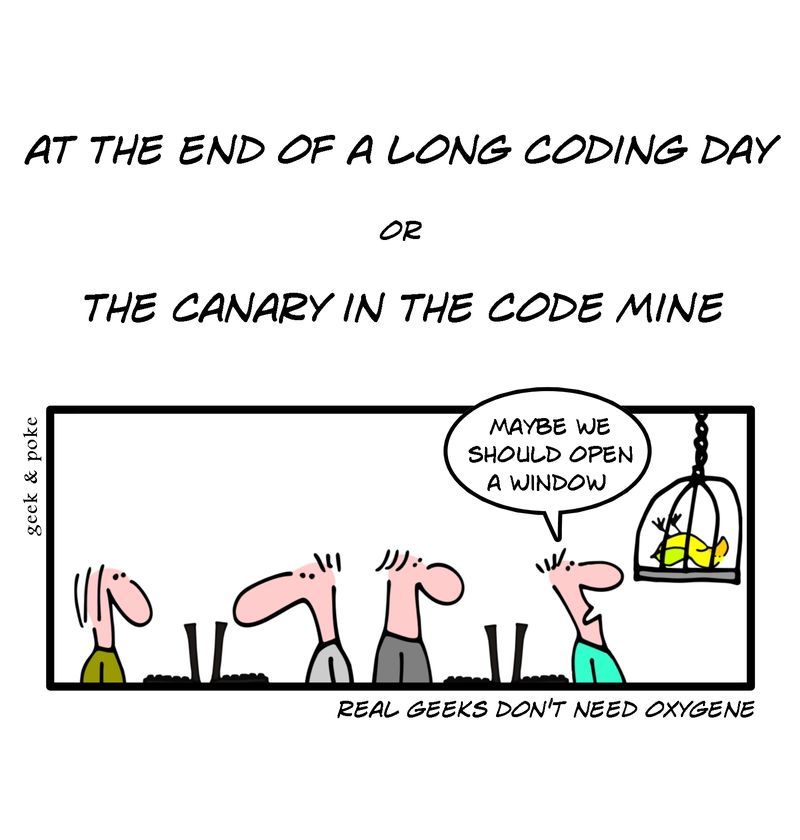 AT THE END OF A LONG CODING DAY
OR
THE CANARY IN THE CODE MINE
geek & poke
MAYBE WE
SHOULD OPEN
A WINDOW
REAL GEEKS DON'T NEED OXYGENE